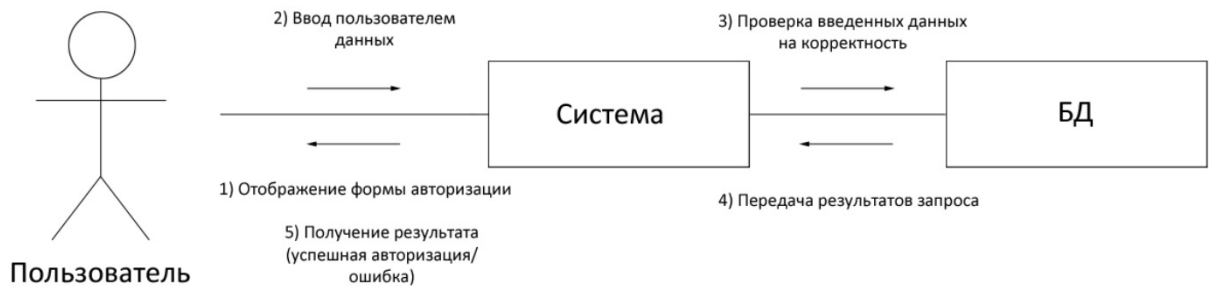 2) Ввод пользователем
данных
3) Проверка введенных данных
на корректность
Система
БД
1) Отображение формы авторизации
4) Передача результатов запроса
5) Получение результата
(успешная авторизация/
ошибка)
Пользователь